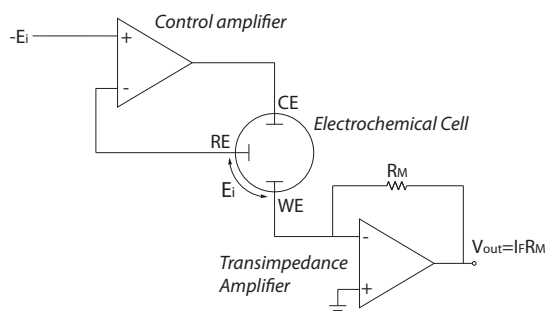 Control amplifier
-Ei
+
-
CE
Electrochemical Cell
RE
Ei
WE
RM
-
+
Vout=IFRM
Transimpedance
Amplifier